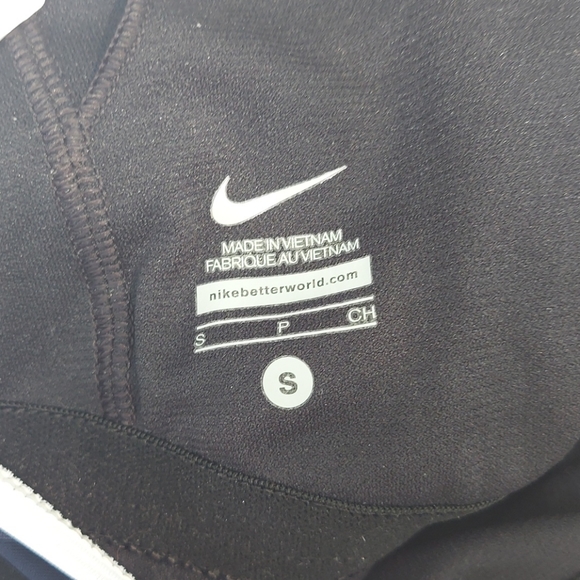 MADE IN VIETNAM
FABRIQUE AU VIETNAM
nikebetterworld.com
S P CH
S